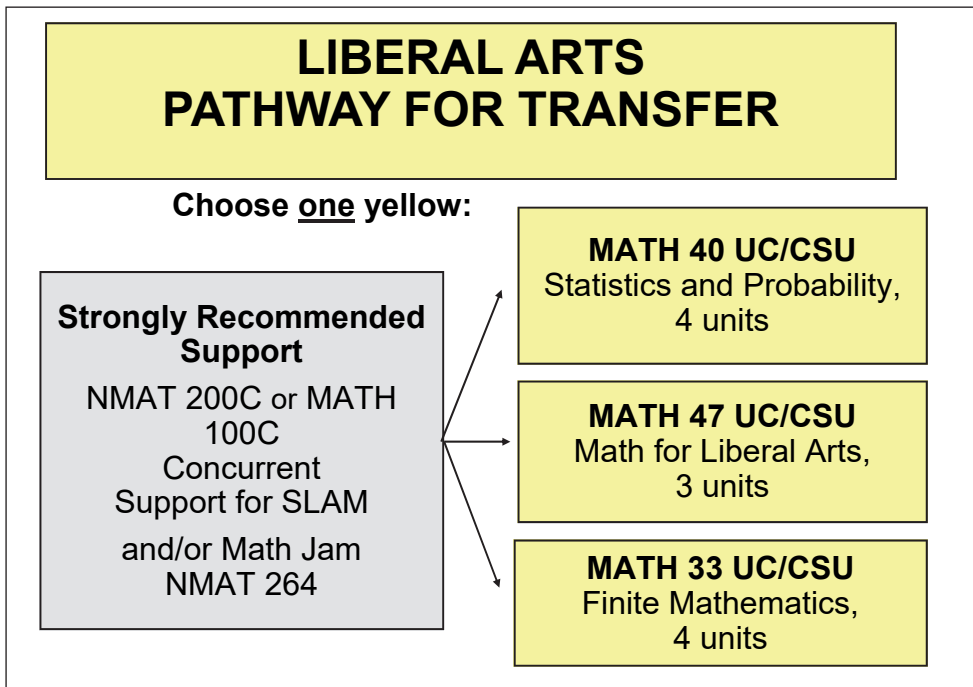 LIBERAL ARTS
PATHWAY FOR TRANSFER
Choose one yellow:
Strongly Recommended
Support
NMAT 200C or MATH
100C
Concurrent
Support for SLAM
and/or Math Jam
NMAT 264
MATH 40 UC/CSU
Statistics and Probability,
4 units
MATH 47 UC/CSU
Math for Liberal Arts,
3 units
MATH 33 UC/CSU
Finite Mathematics,
4 units